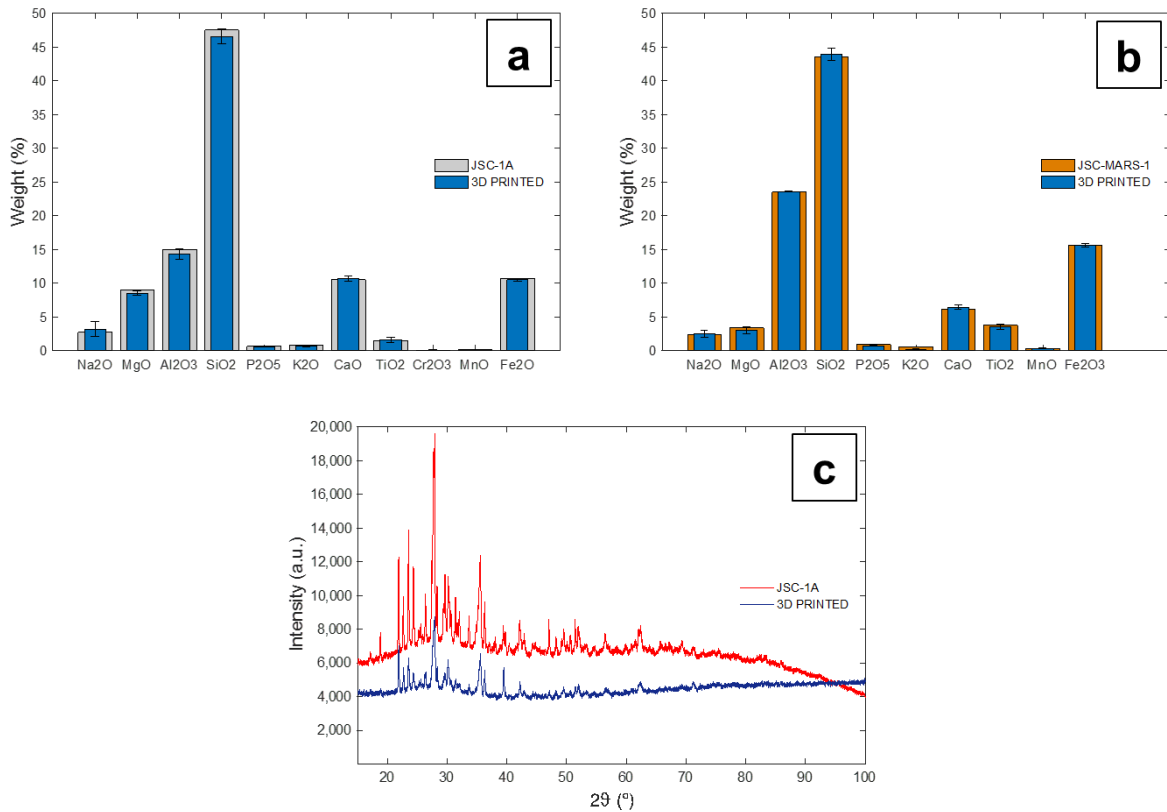 a
50
45
40
35
30
25
20
15
10
5
0
Weight (%)
JSC-1A
3D PRINTED
Na2O MgO Al2O3 SiO2 P2O5 K2O CaO TiO2 Cr2O3 MnO Fe2O
b
50
45
40
35
30
25
20
15
10
5
0
Weight (%)
JSC-MARS-1
3D PRINTED
Na2O MgO Al2O3 SiO2 P2O5 K2O CaO TiO2 MnO Fe2O3
c
20,000
18,000
16,000
14,000
12,000
10,000
8,000
6,000
4,000
2,000
Intensity (a.u.)
JSC-1A
3D PRINTED
20 30 40 50 60 70 80 90 100
2ϑ (°)